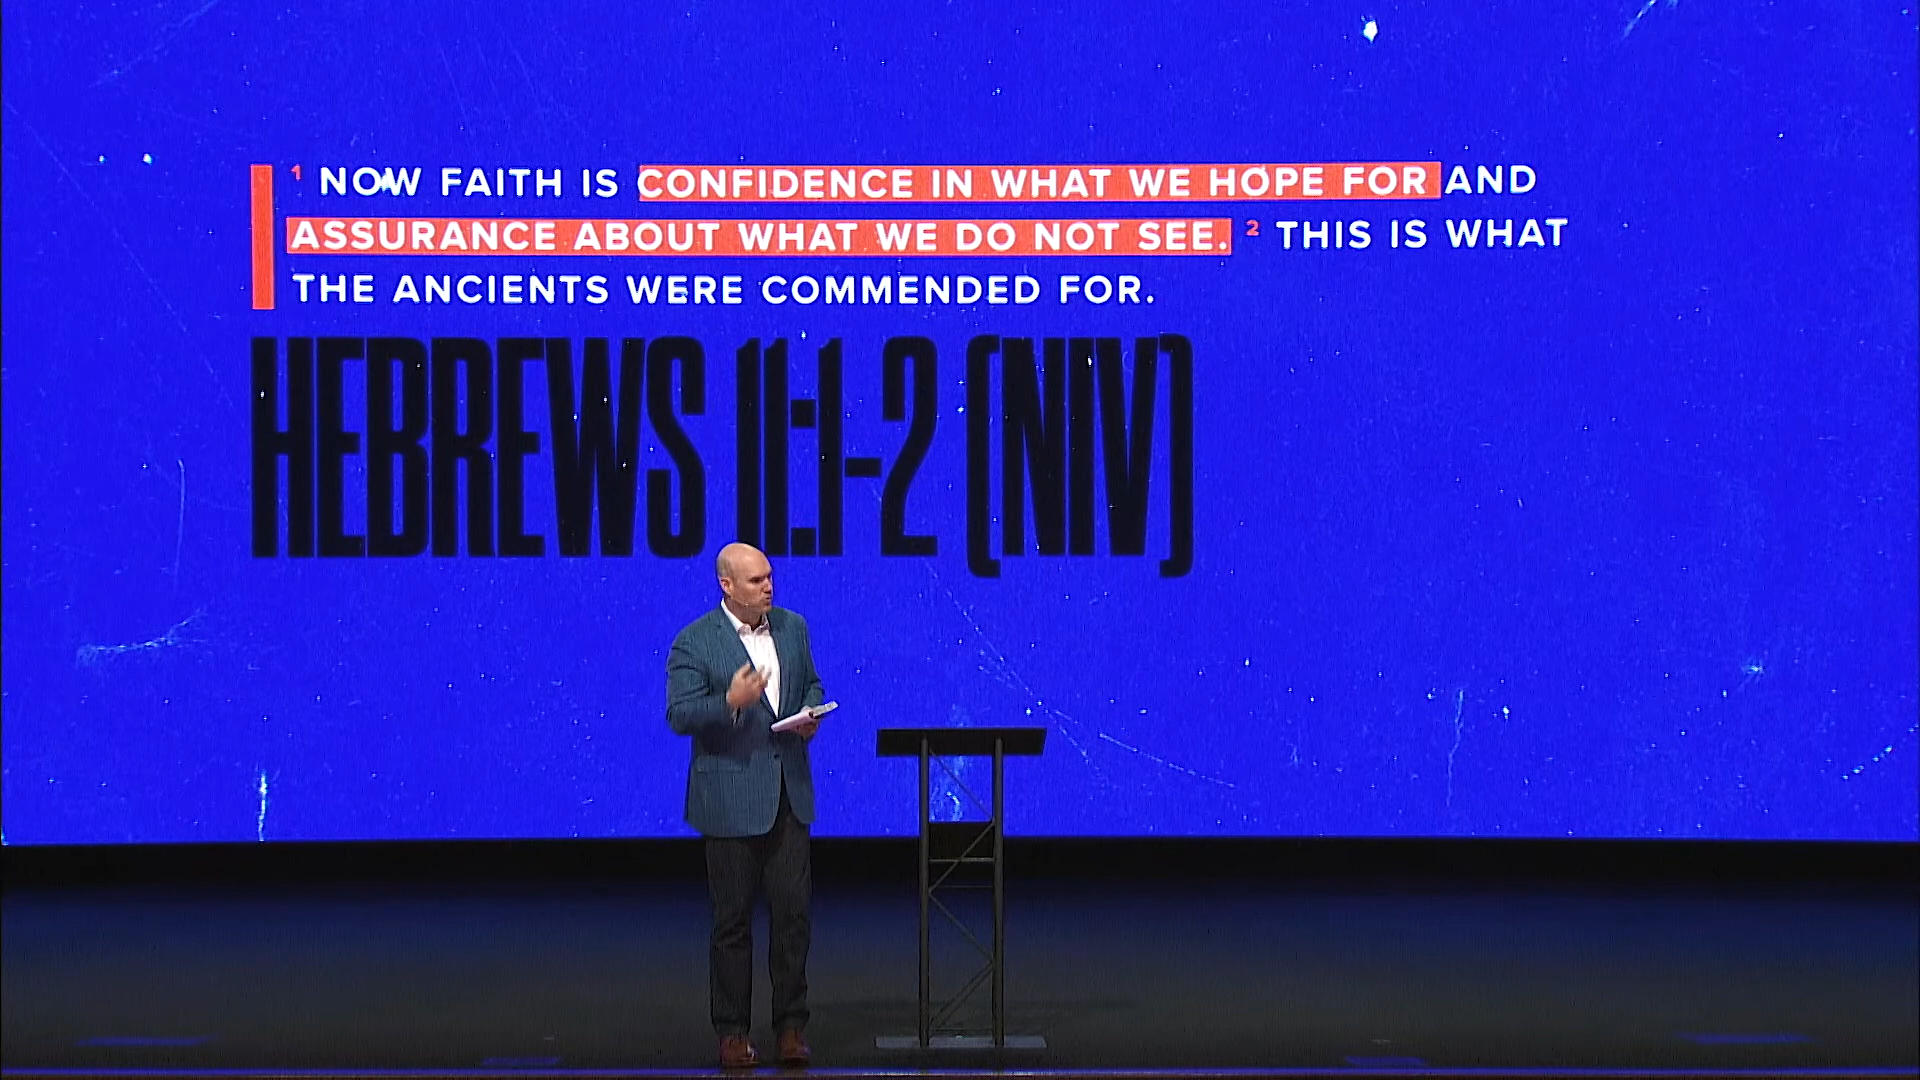 ¹ NOW FAITH IS CONFIDENCE IN WHAT WE HOPE FOR AND
ASSURANCE ABOUT WHAT WE DO NOT SEE. ² THIS IS WHAT
THE ANCIENTS WERE COMMENDED FOR.
HEBREWS 11:1-2 (NIV)